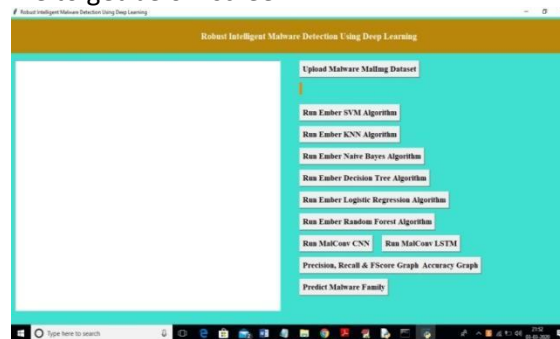 Robust Intelligent Malware Detection Using Deep Learning
Robust Intelligent Malware Detection Using Deep Learning
Upload Malware MalImg Dataset
Run Ember SVM Algorithm
Run Ember KNN Algorithm
Run Ember Naive Bayes Algorithm
Run Ember Decision Tree Algorithm
Run Ember Logistic Regression Algorithm
Run Ember Random Forest Algorithm
Run MalConv CNN Run MalConv LSTM
Precision, Recall & FScore Graph Accuracy Graph
Predict Malware Family
Type here to search
21:52